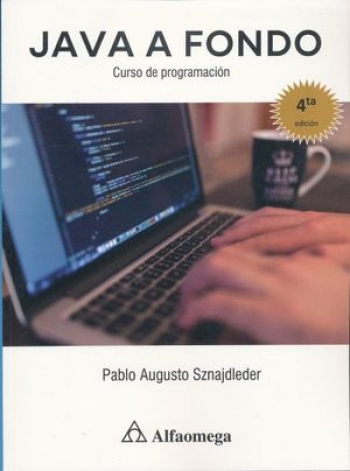 JAVA A FONDO
Curso de programación
4ta
edición
Pablo Augusto Sznajdleder
Alfaomega